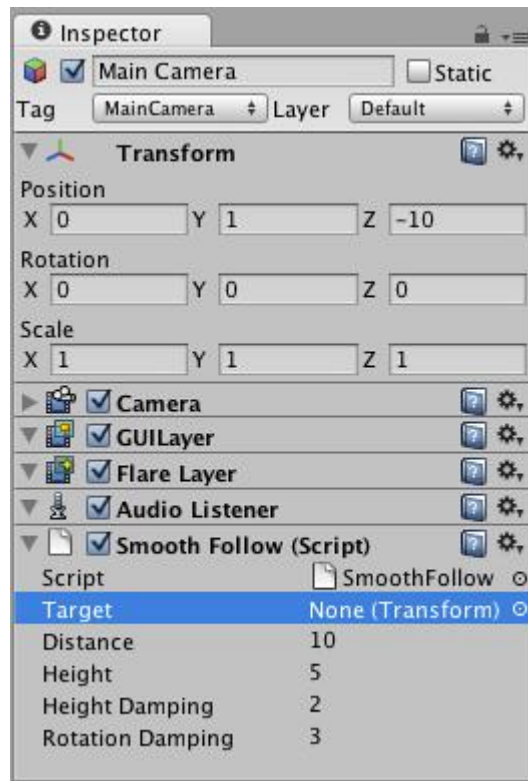 Inspector
Main Camera Static
Tag MainCamera Layer Default
Transform
Position
X 0 Y 1 Z -10
Rotation
X 0 Y 0 Z 0
Scale
X 1 Y 1 Z 1
Camera
GUILayer
Flare Layer
Audio Listener
Smooth Follow (Script)
Script SmoothFollow
Target None (Transform)
Distance 10
Height 5
Height Damping 2
Rotation Damping 3